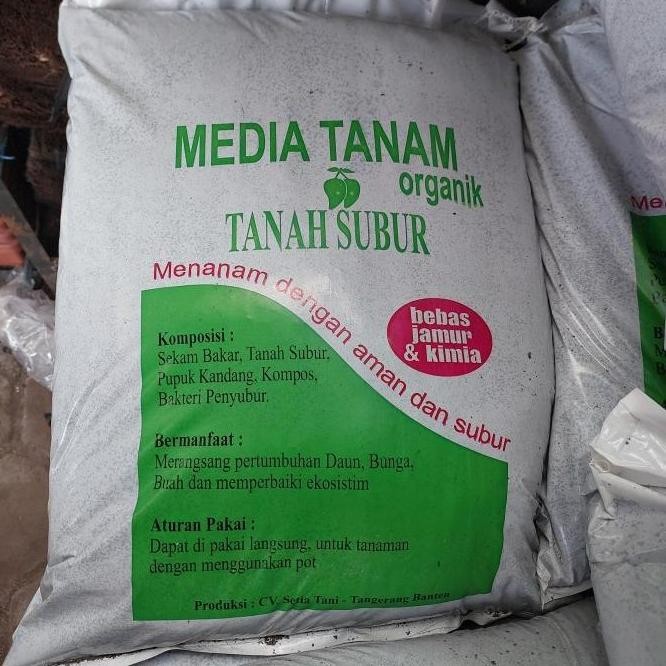 MEDIA TANAM
organik
TANAH SUBUR
Menanam dengan aman dan subur
bebas
jamur
& kimia
Komposisi :
Sekam Bakar, Tanah Subur,
Pupuk Kandang, Kompos,
Bakteri Penyubur.
Bermanfaat :
Merangsang pertumbuhan Daun, Bunga,
Buah dan memperbaiki ekosistim
Aturan Pakai :
Dapat di pakai langsung, untuk tanaman
dengan menggunakan pot
Produksi : CV. Setia Tani - Tangerang Banten